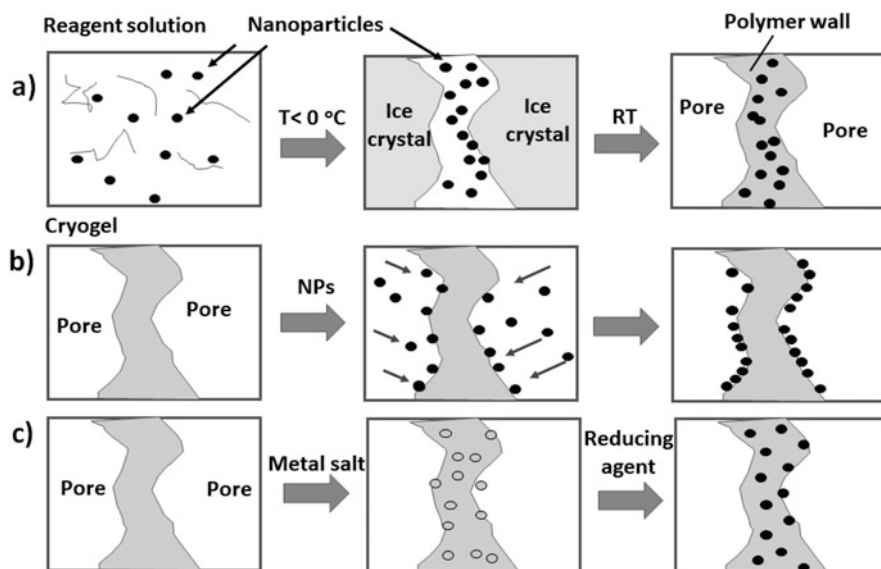 Reagent solution
Nanoparticles
Polymer wall
a)
T< 0 °C
Ice
crystal
Ice
crystal
RT
Pore
Pore
Cryogel
b)
Pore
Pore
NPs
c)
Pore
Pore
Metal salt
Reducing
agent